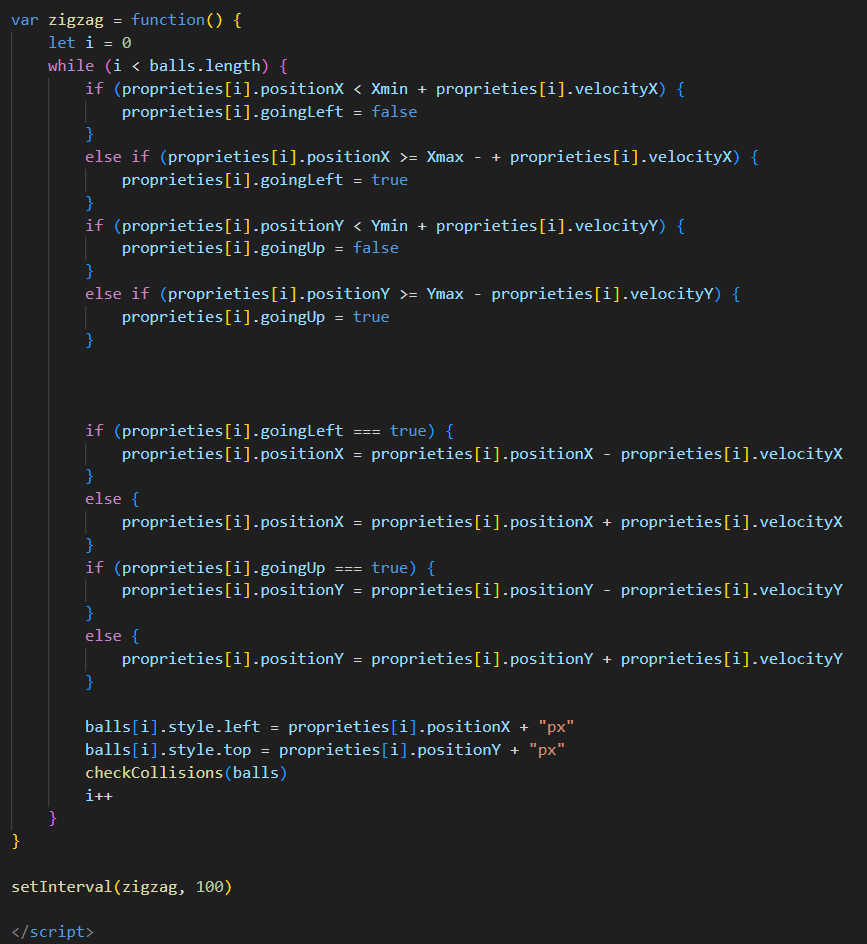 var zigzag = function() {
    let i = 0
    while (i < balls.length) {
        if (proprieties[i].positionX < Xmin + proprieties[i].velocityX) {
            proprieties[i].goingLeft = false
        }
        else if (proprieties[i].positionX >= Xmax - + proprieties[i].velocityX) {
            proprieties[i].goingLeft = true
        }
        if (proprieties[i].positionY < Ymin + proprieties[i].velocityY) {
            proprieties[i].goingUp = false
        }
        else if (proprieties[i].positionY >= Ymax - proprieties[i].velocityY) {
            proprieties[i].goingUp = true
        }
        if (proprieties[i].goingLeft === true) {
            proprieties[i].positionX = proprieties[i].positionX - proprieties[i].velocityX
        }
        else {
            proprieties[i].positionX = proprieties[i].positionX + proprieties[i].velocityX
        }
        if (proprieties[i].goingUp === true) {
            proprieties[i].positionY = proprieties[i].positionY - proprieties[i].velocityY
        }
        else {
            proprieties[i].positionY = proprieties[i].positionY + proprieties[i].velocityY
        }
        balls[i].style.left = proprieties[i].positionX + "px"
        balls[i].style.top = proprieties[i].positionY + "px"
        checkCollisions(balls)
        i++
    }
}
setInterval(zigzag, 100)
</script>